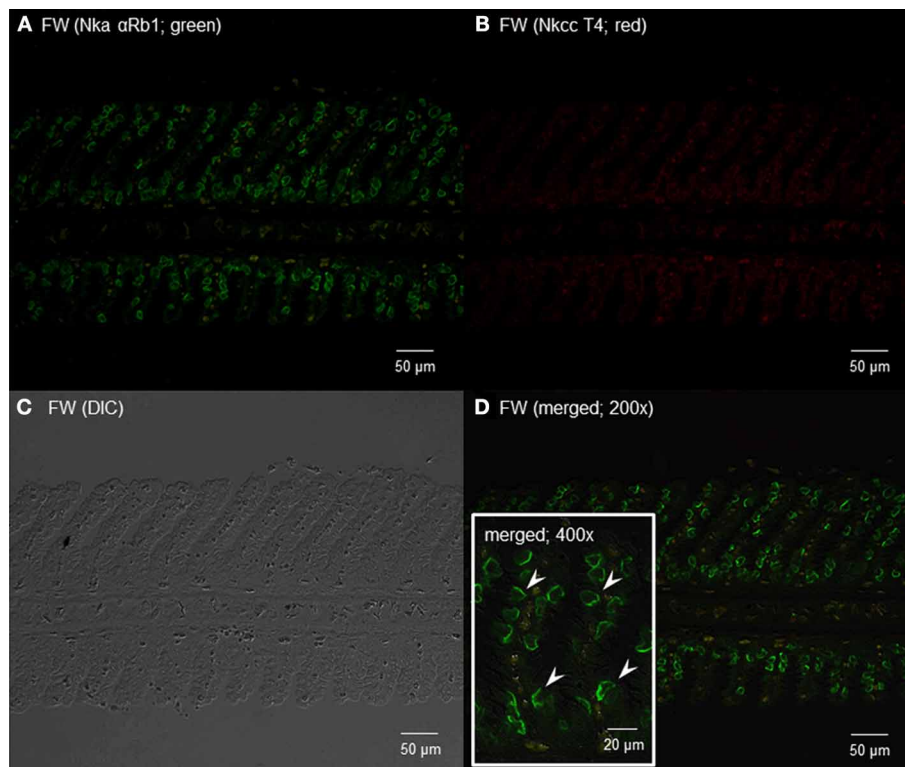 A FW (Nka αRb1; green)
50 µm
B FW (Nkcc T4; red)
50 µm
C FW (DIC)
50 µm
D FW (merged; 200x)
merged; 400x
20 µm
50 µm